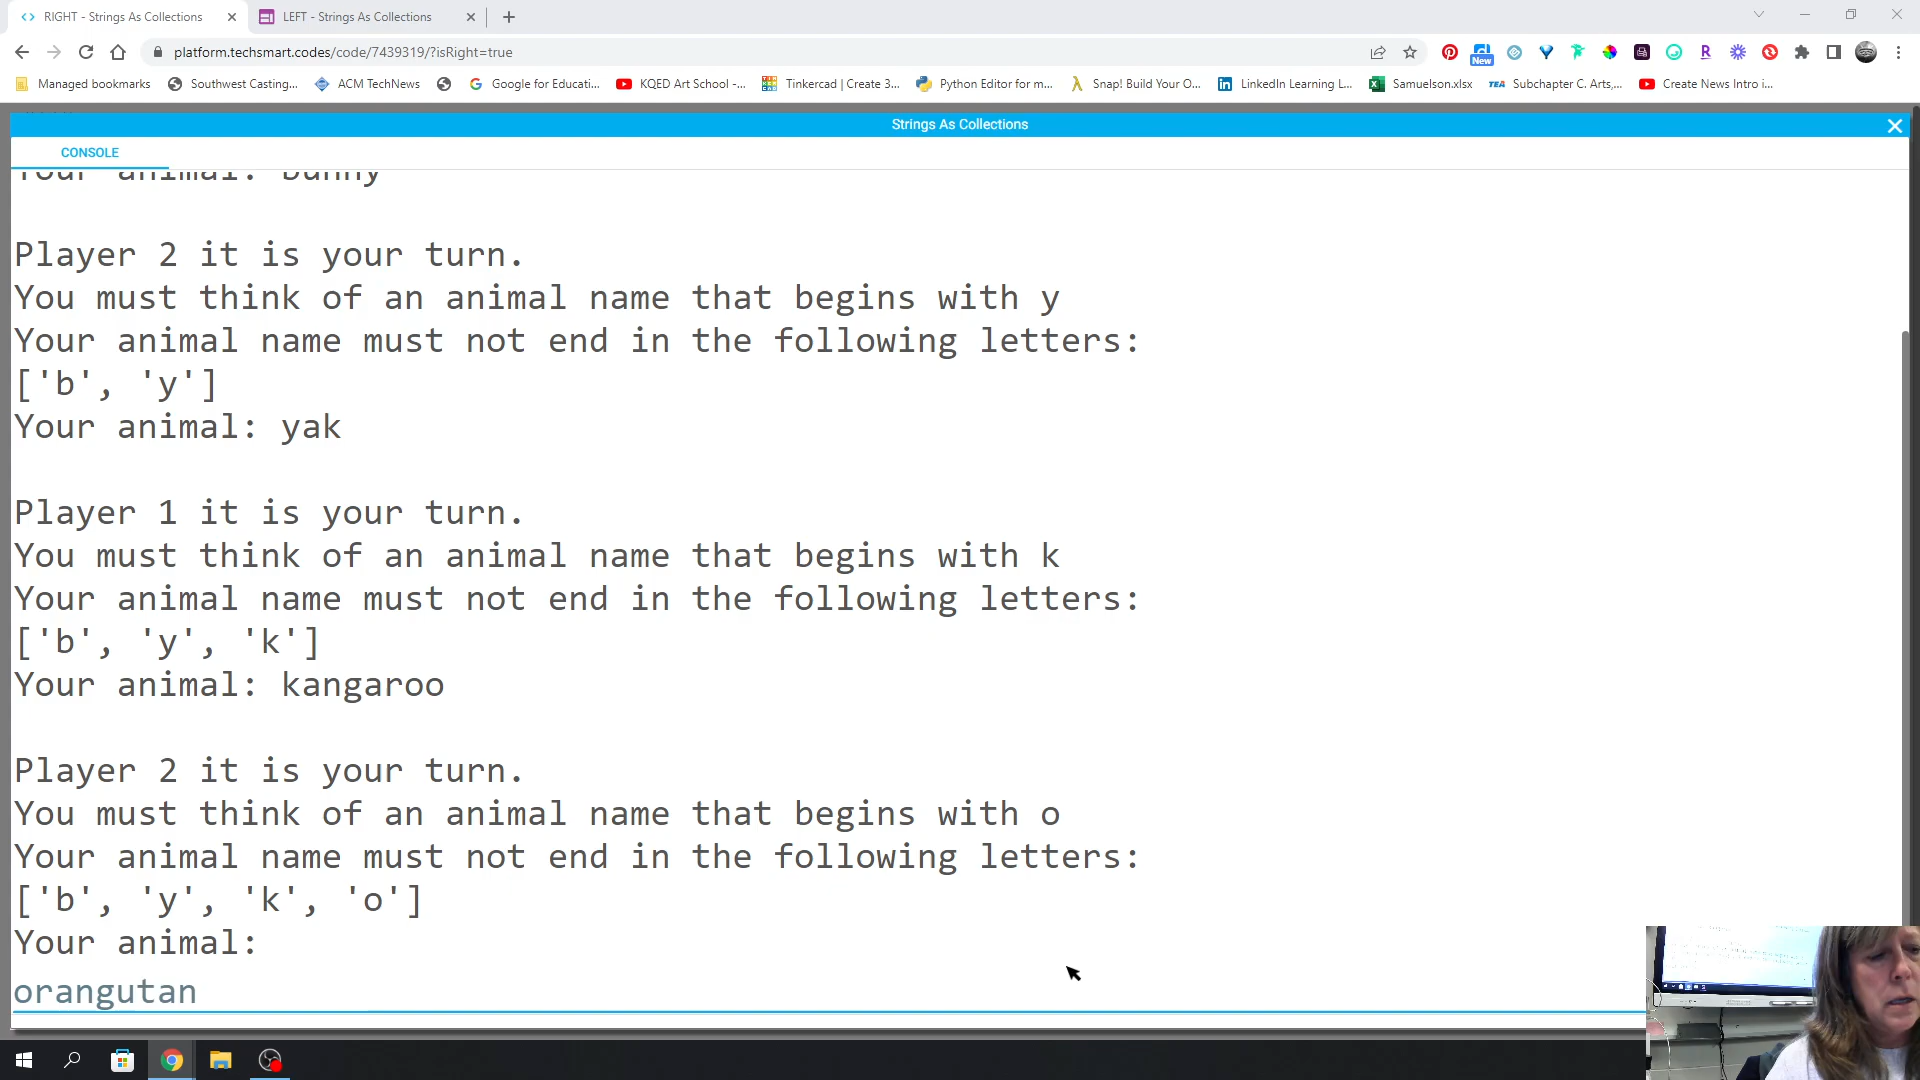 RIGHT - Strings As Collections
LEFT - Strings As Collections
platform.techsmart.codes/code/7439319/?isRight=true
New
Managed bookmarks
Southwest Casting...
ACM TechNews
Google for Educati...
KQED Art School -...
Tinkercad | Create 3...
Python Editor for m...
Snap! Build Your O...
LinkedIn Learning L...
Samuelson.xlsx
TEA
Subchapter C. Arts,...
Create News Intro i...
Strings As Collections
CONSOLE
Your animal: bunny
Player 2 it is your turn.
You must think of an animal name that begins with y
Your animal name must not end in the following letters:
['b', 'y']
Your animal: yak
Player 1 it is your turn.
You must think of an animal name that begins with k
Your animal name must not end in the following letters:
['b', 'y', 'k']
Your animal: kangaroo
Player 2 it is your turn.
You must think of an animal name that begins with o
Your animal name must not end in the following letters:
['b', 'y', 'k', 'o']
Your animal:
orangutan